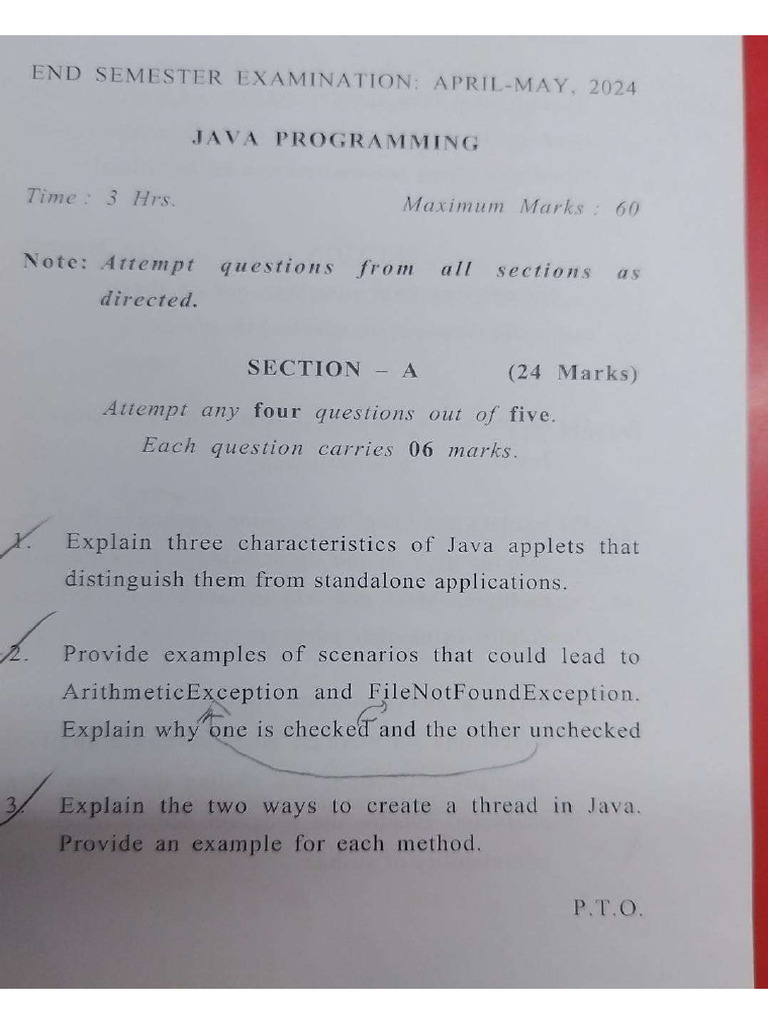 END SEMESTER EXAMINATION: APRIL-MAY, 2024
JAVA PROGRAMMING
Time : 3 Hrs. Maximum Marks : 60
Note: Attempt questions from all sections as
directed.
SECTION – A (24 Marks)
Attempt any four questions out of five.
Each question carries 06 marks.
1. Explain three characteristics of Java applets that
distinguish them from standalone applications.
2. Provide examples of scenarios that could lead to
ArithmeticException and FileNotFoundException.
Explain why one is checked and the other unchecked
3. Explain the two ways to create a thread in Java.
Provide an example for each method.
P.T.O.